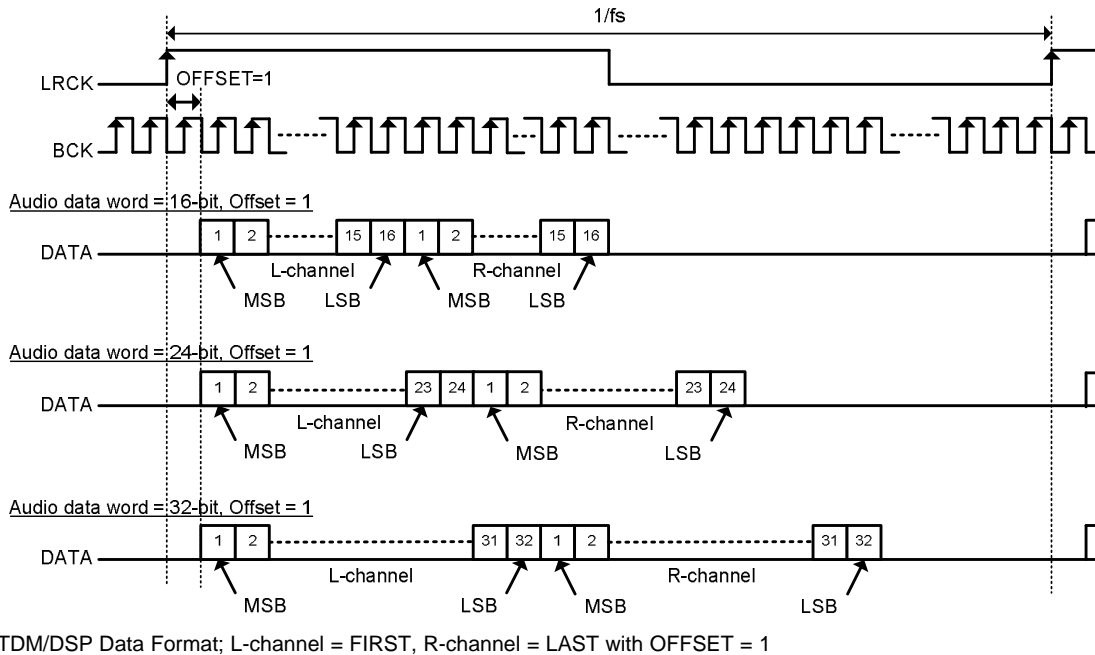 1/fs
LRCK
OFFSET=1
BCK
Audio data word = 16-bit, Offset = 1
DATA
1 2 15 16 1 2 15 16
L-channel R-channel
MSB LSB MSB LSB
Audio data word = 24-bit, Offset = 1
DATA
1 2 23 24 1 2 23 24
L-channel R-channel
MSB LSB MSB LSB
Audio data word = 32-bit, Offset = 1
DATA
1 2 31 32 1 2 31 32
L-channel R-channel
MSB LSB MSB LSB
TDM/DSP Data Format; L-channel = FIRST, R-channel = LAST with OFFSET = 1